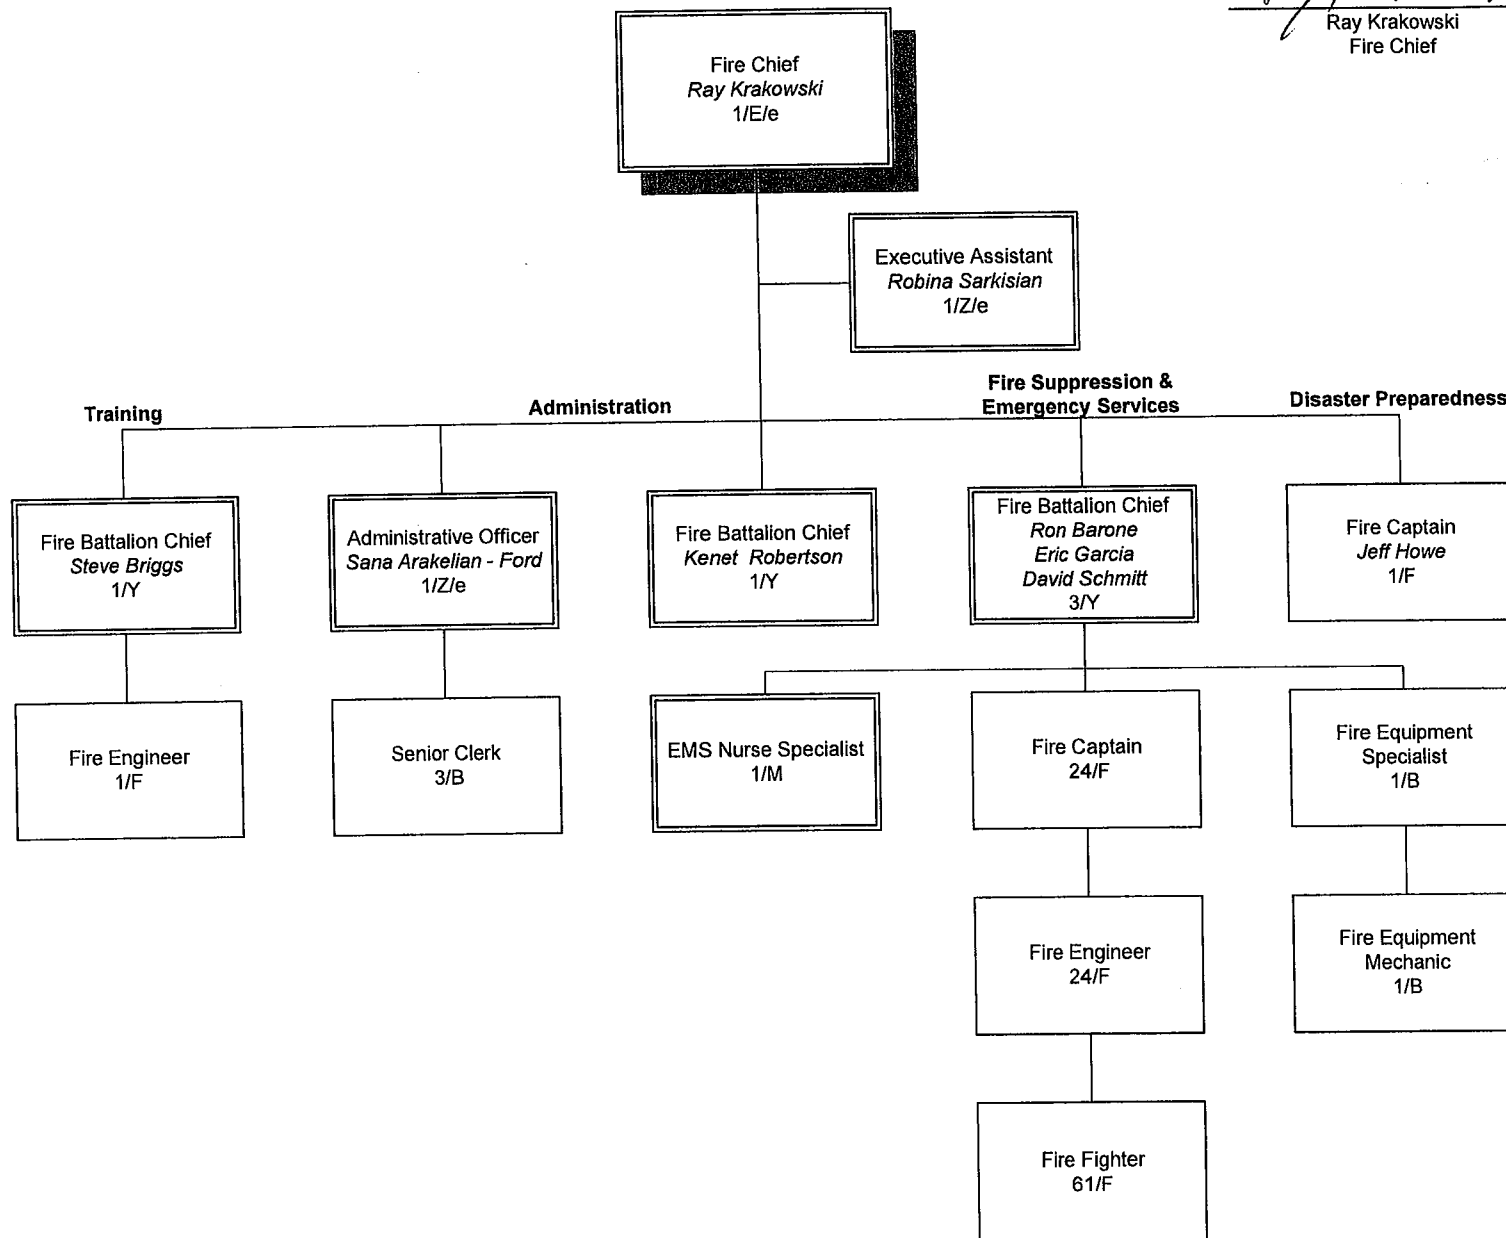 Ray Krakowski
Fire Chief
Fire Chief
Ray Krakowski
1/E/e
Executive Assistant
Robina Sarkisian
1/Z/e
Training
Administration
Fire Suppression &
Emergency Services
Disaster Preparedness
Fire Battalion Chief
Steve Briggs
1/Y
Administrative Officer
Sana Arakelian - Ford
1/Z/e
Fire Battalion Chief
Kenet Robertson
1/Y
Fire Battalion Chief
Ron Barone
Eric Garcia
David Schmitt
3/Y
Fire Captain
Jeff Howe
1/F
Fire Engineer
1/F
Senior Clerk
3/B
EMS Nurse Specialist
1/M
Fire Captain
24/F
Fire Equipment
Specialist
1/B
Fire Engineer
24/F
Fire Equipment
Mechanic
1/B
Fire Fighter
61/F